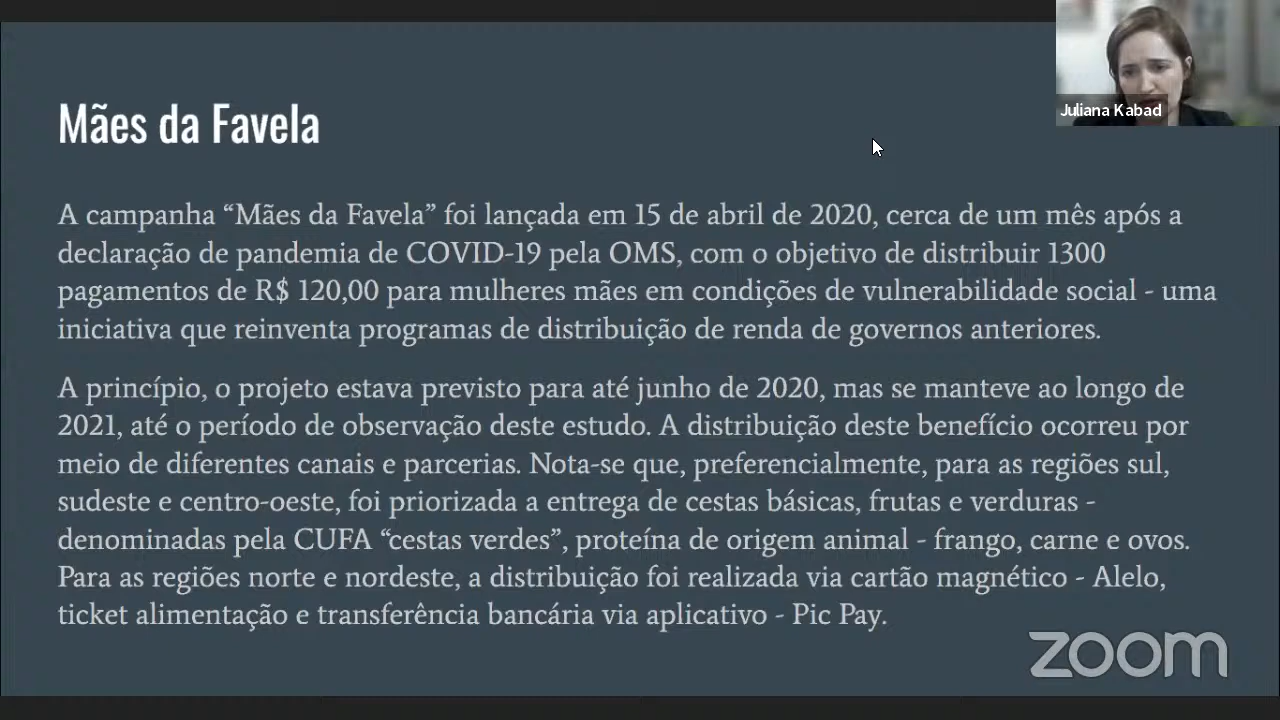 Juliana Kabad
Mães da Favela
A campanha “Mães da Favela” foi lançada em 15 de abril de 2020, cerca de um mês após a
declaração de pandemia de COVID-19 pela OMS, com o objetivo de distribuir 1300
pagamentos de R$ 120,00 para mulheres mães em condições de vulnerabilidade social - uma
iniciativa que reinventa programas de distribuição de renda de governos anteriores.
A princípio, o projeto estava previsto para até junho de 2020, mas se manteve ao longo de
2021, até o período de observação deste estudo. A distribuição deste benefício ocorreu por
meio de diferentes canais e parcerias. Nota-se que, preferencialmente, para as regiões sul,
sudeste e centro-oeste, foi priorizada a entrega de cestas básicas, frutas e verduras -
denominadas pela CUFA “cestas verdes”, proteína de origem animal - frango, carne e ovos.
Para as regiões norte e nordeste, a distribuição foi realizada via cartão magnético - Alelo,
ticket alimentação e transferência bancária via aplicativo - Pic Pay.
zoom